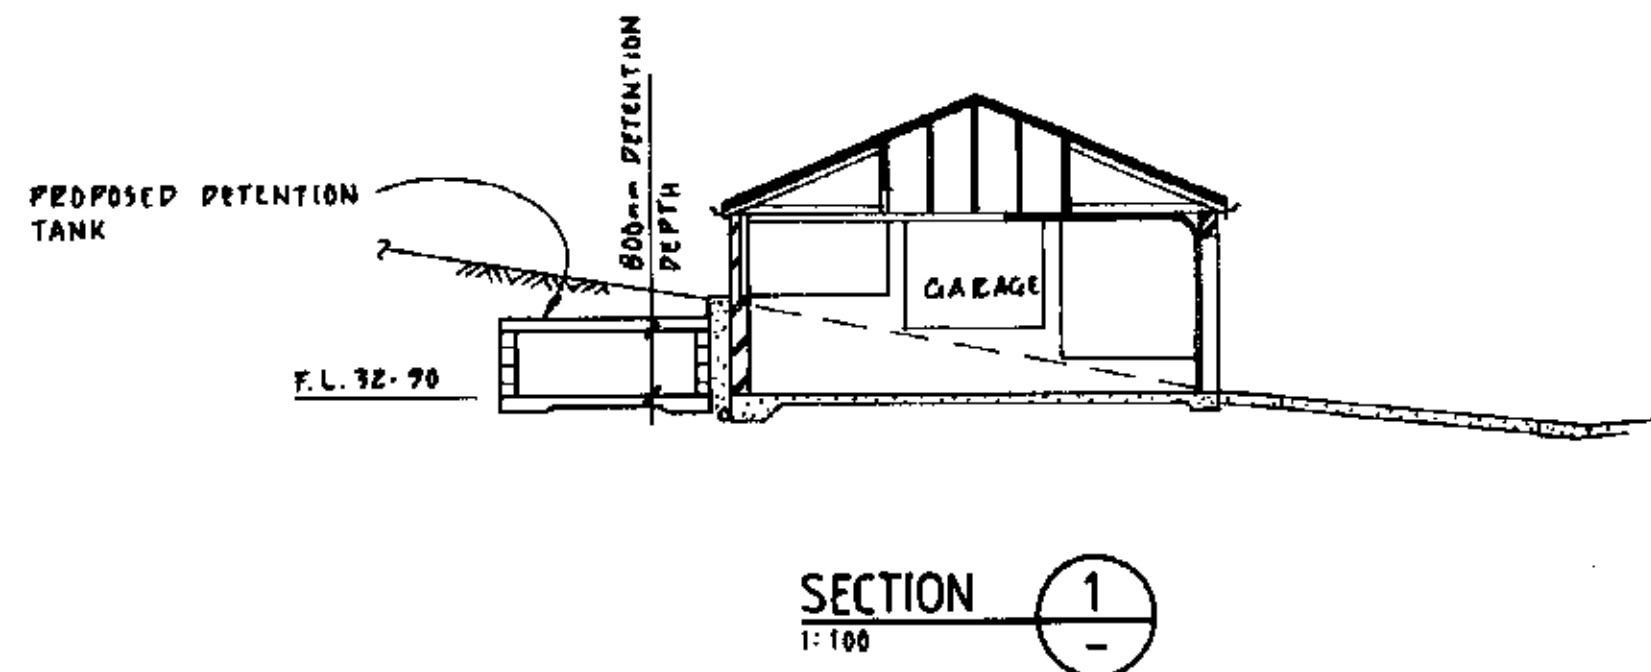 800mm DETENTION
DEPTH
PROPOSED DETENTION
TANK
GARAGE
F.L. 32.90
SECTION
1:100
1
-